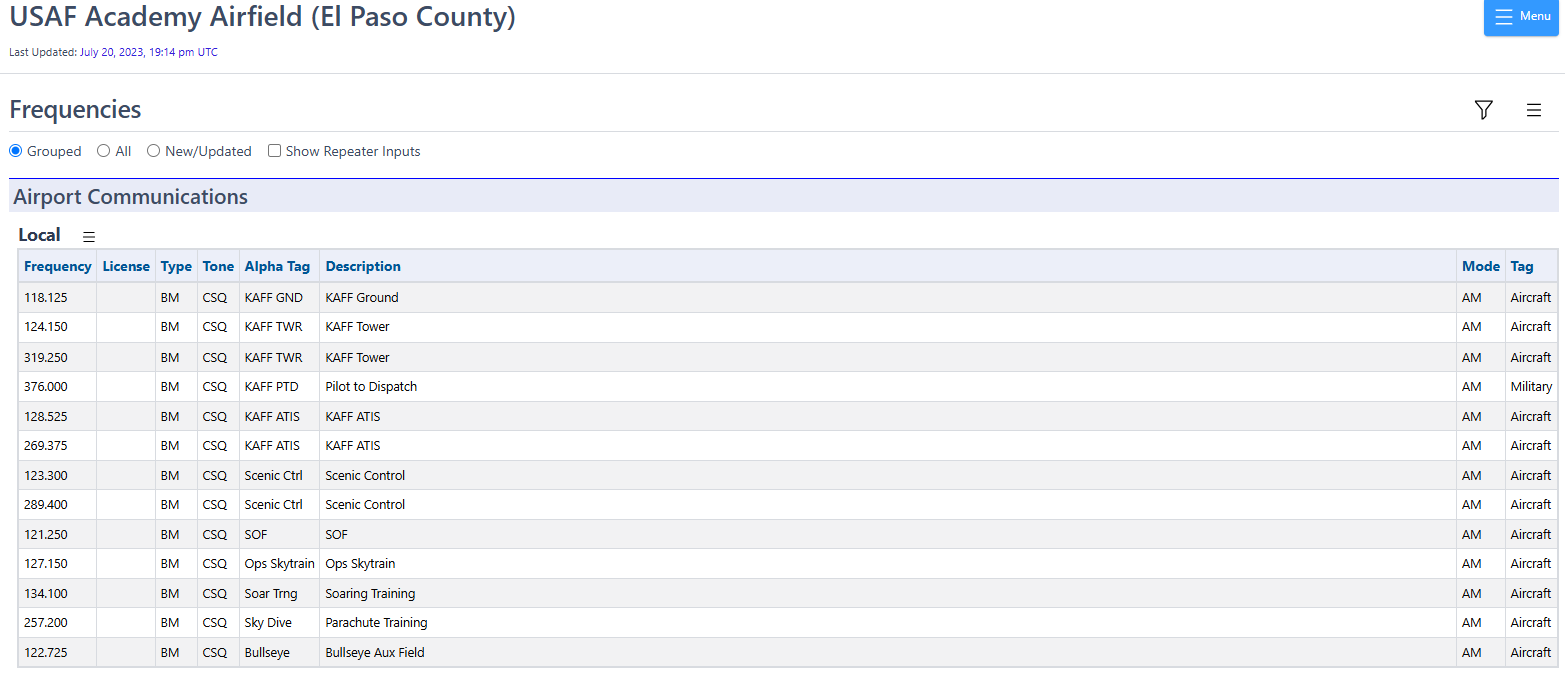 USAF Academy Airfield (El Paso County)
Menu
Last Updated: July 20, 2023, 19:14 pm UTC
Frequencies
Grouped All New/Updated Show Repeater Inputs
Airport Communications
Local
Frequency License Type Tone Alpha Tag Description Mode Tag
118.125 BM CSQ KAFF GND KAFF Ground AM Aircraft
124.150 BM CSQ KAFF TWR KAFF Tower AM Aircraft
319.250 BM CSQ KAFF TWR KAFF Tower AM Aircraft
376.000 BM CSQ KAFF PTD Pilot to Dispatch AM Military
128.525 BM CSQ KAFF ATIS KAFF ATIS AM Aircraft
269.375 BM CSQ KAFF ATIS KAFF ATIS AM Aircraft
123.300 BM CSQ Scenic Ctrl Scenic Control AM Aircraft
289.400 BM CSQ Scenic Ctrl Scenic Control AM Aircraft
121.250 BM CSQ SOF SOF AM Aircraft
127.150 BM CSQ Ops Skytrain Ops Skytrain AM Aircraft
134.100 BM CSQ Soar Trng Soaring Training AM Aircraft
257.200 BM CSQ Sky Dive Parachute Training AM Aircraft
122.725 BM CSQ Bullseye Bullseye Aux Field AM Aircraft